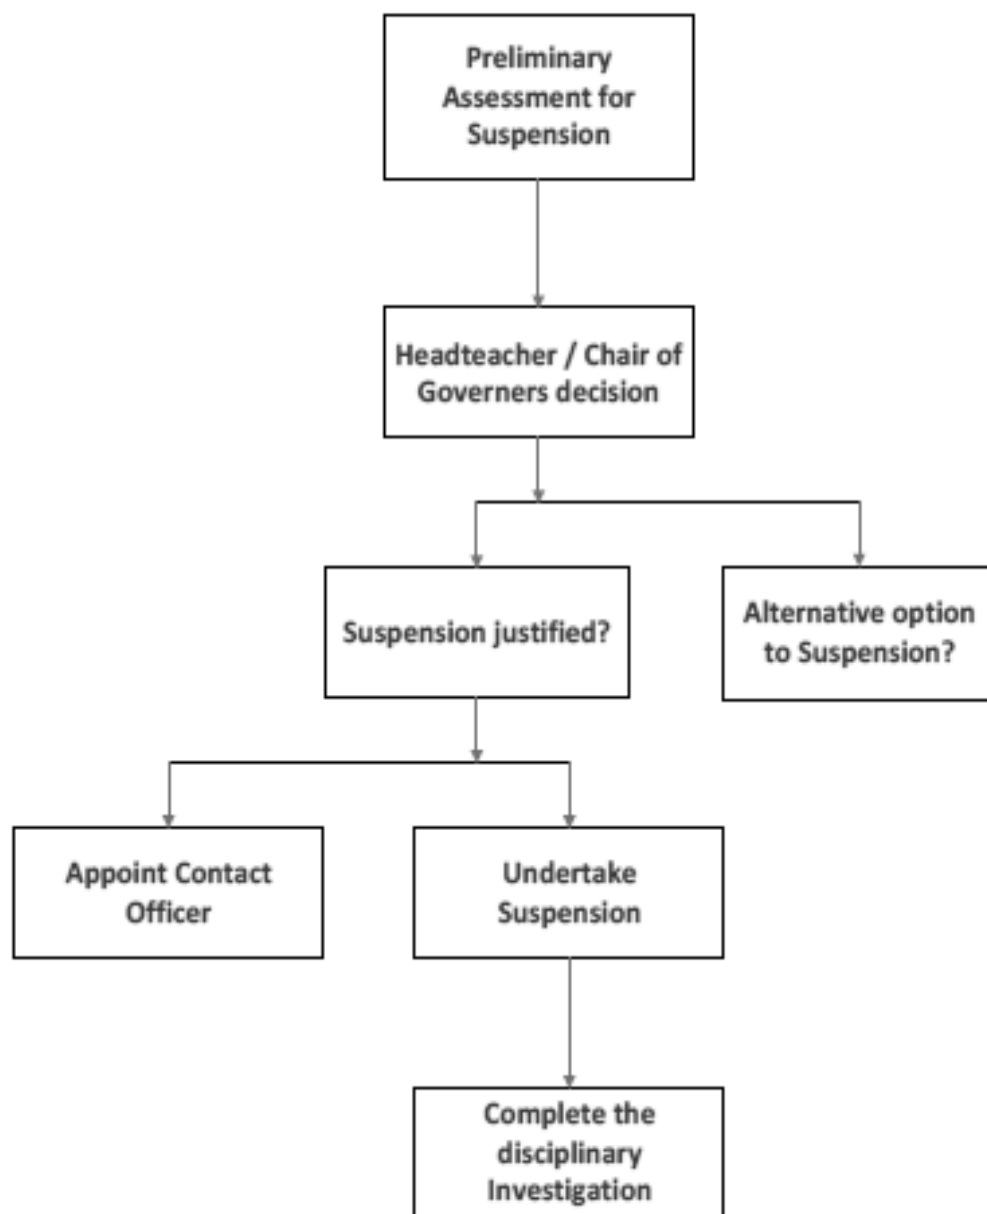 Preliminary
Assessment for
Suspension
Headteacher / Chair of
Governers decision
Suspension justified?
Alternative option
to Suspension?
Appoint Contact
Officer
Undertake
Suspension
Complete the
disciplinary
Investigation